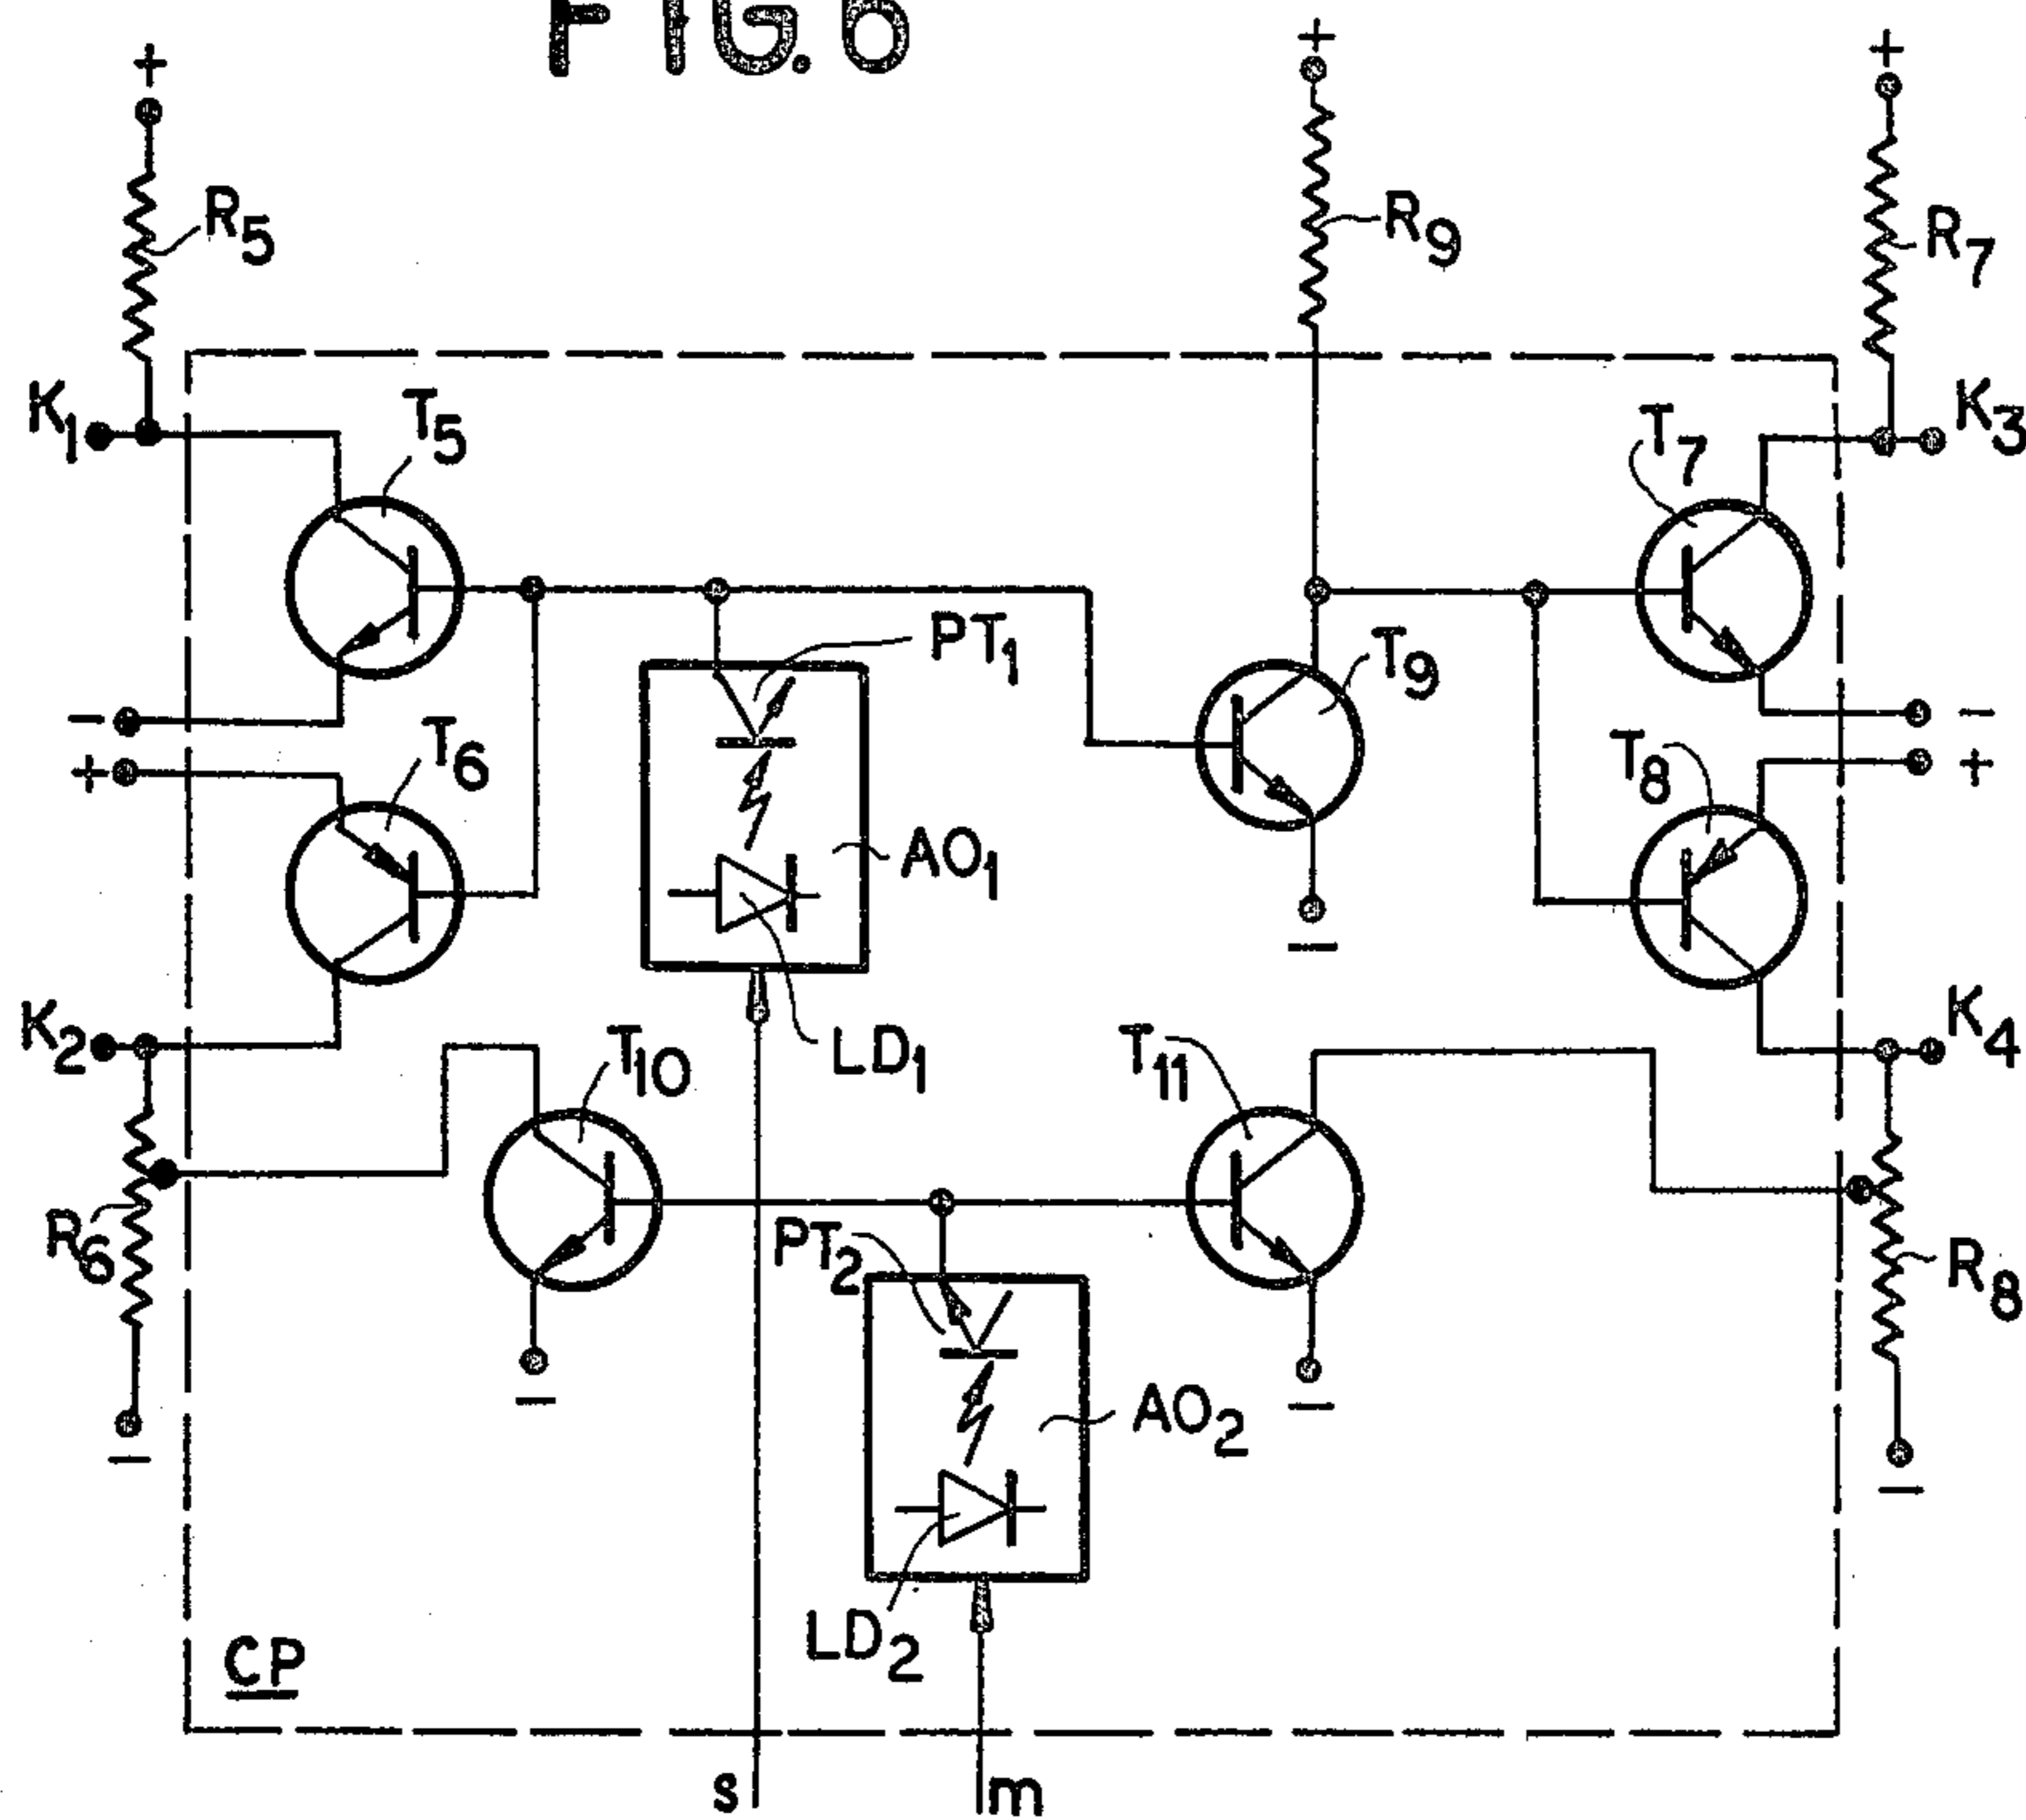 FIG. 6
+ + +
R5 R9 R7
K1 T5 T7 K3
PT1 T9
− T6 T8 −
+ +
AO1
−
K2 T10 LD1 T11 K4
R6 PT2 R8
− − AO2 −
−
LD2
CP
s m